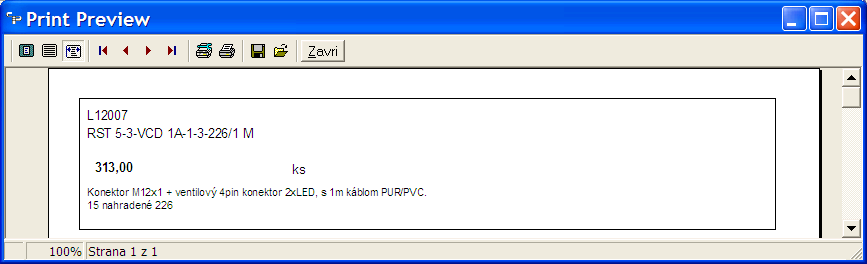 Print Preview
Zavri
L12007
RST 5-3-VCD 1A-1-3-226/1 M
313,00 ks
Konektor M12x1 + ventilový 4pin konektor 2xLED, s 1m káblom PUR/PVC.
15 nahradené 226
100% Strana 1 z 1